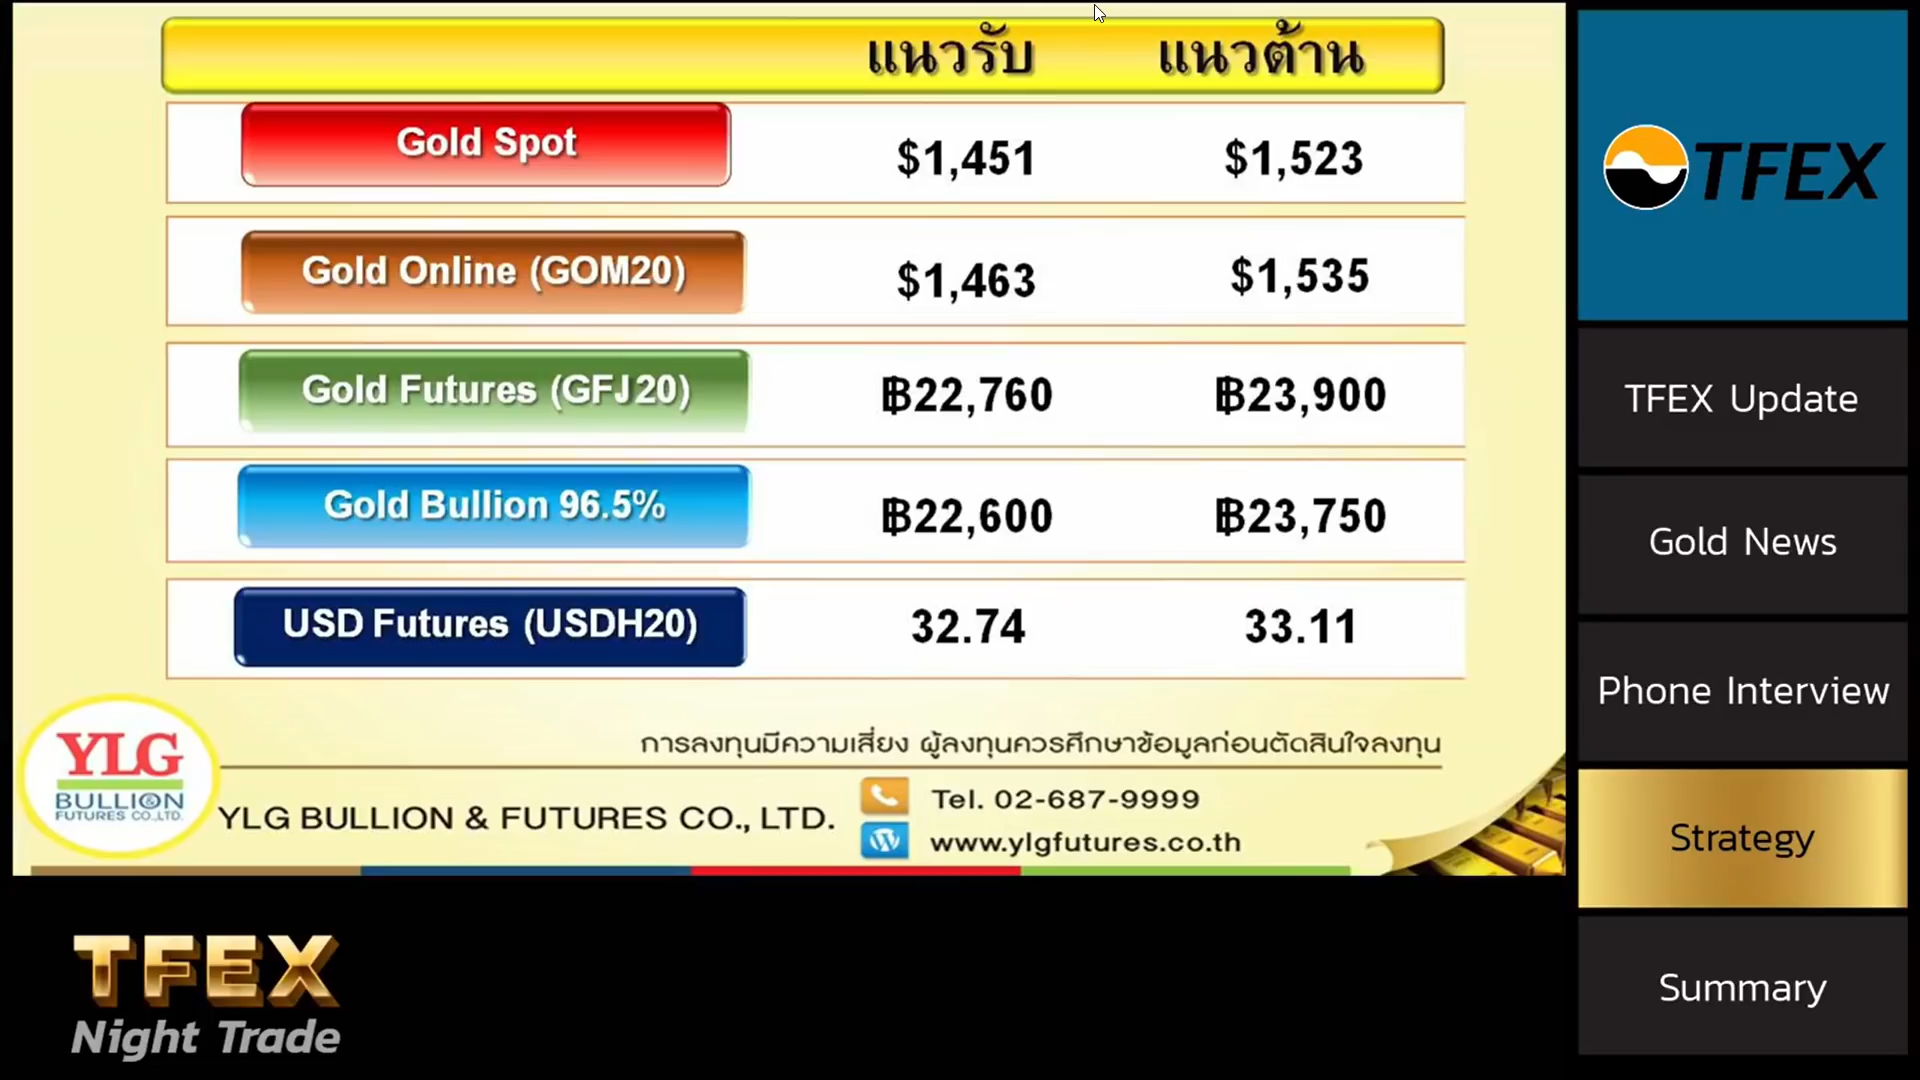 แนวรับ แนวต้าน
Gold Spot $1,451 $1,523
Gold Online (GOM20) $1,463 $1,535
Gold Futures (GFJ20) ฿22,760 ฿23,900
Gold Bullion 96.5% ฿22,600 ฿23,750
USD Futures (USDH20) 32.74 33.11
การลงทุนมีความเสี่ยง ผู้ลงทุนควรศึกษาข้อมูลก่อนตัดสินใจลงทุน
YLG
BULLION &
FUTURES CO.,LTD.
YLG BULLION & FUTURES CO., LTD.
Tel. 02-687-9999
www.ylgfutures.co.th
TFEX
Night Trade
TFEX
TFEX Update
Gold News
Phone Interview
Strategy
Summary